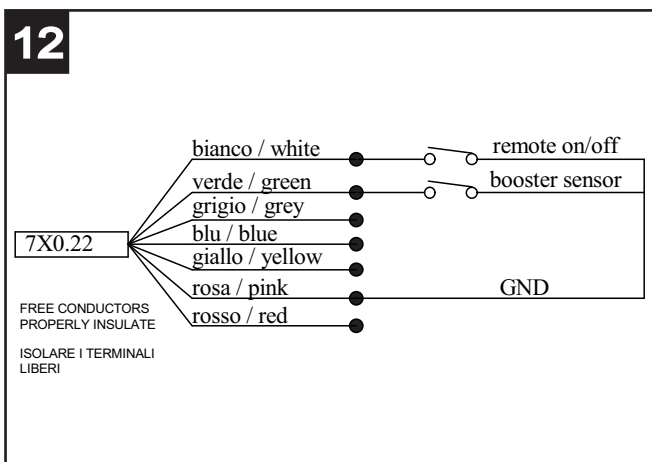 12
bianco / white
remote on/off
verde / green
booster sensor
grigio / grey
blu / blue
7X0.22
giallo / yellow
rosa / pink
GND
rosso / red
FREE CONDUCTORS
PROPERLY INSULATE
ISOLARE I TERMINALI
LIBERI